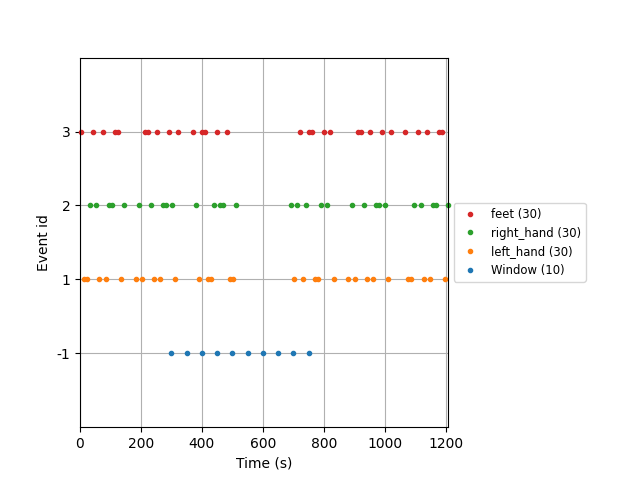 3
2
1
-1
Event id
0 200 400 600 800 1000 1200
Time (s)
feet (30)
right_hand (30)
left_hand (30)
Window (10)